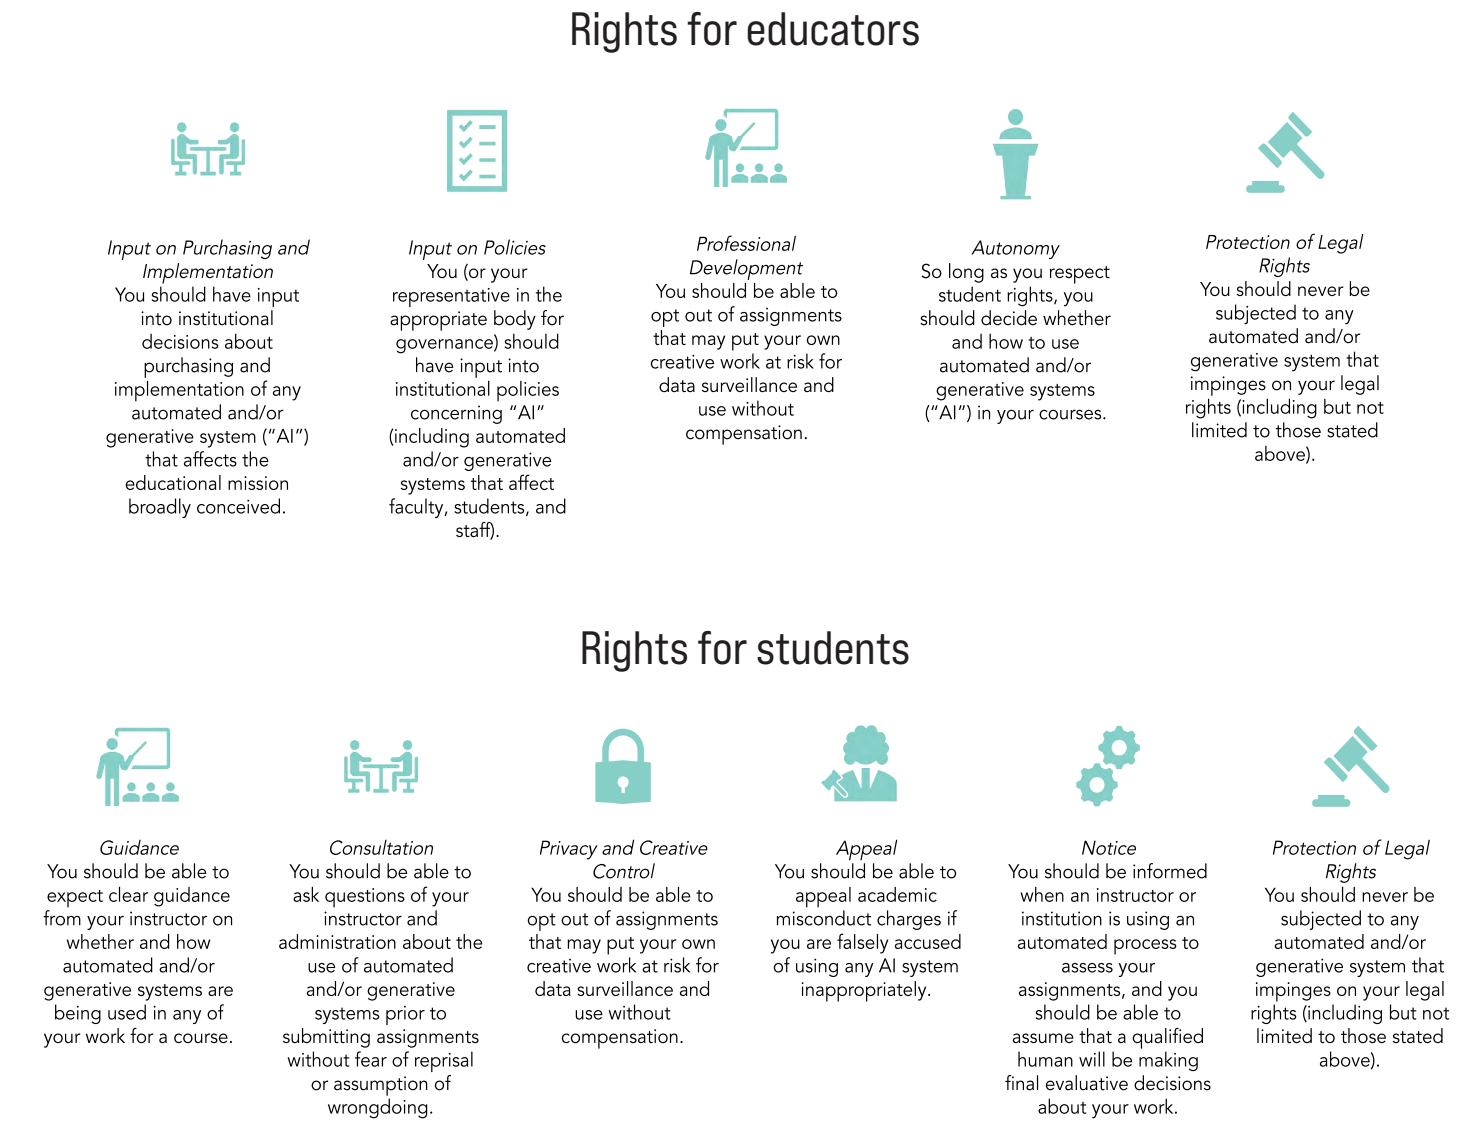 Rights for educators
Input on Purchasing and
Implementation
You should have input
into institutional
decisions about
purchasing and
implementation of any
automated and/or
generative system (“AI”)
that affects the
educational mission
broadly conceived.
Input on Policies
You (or your
representative in the
appropriate body for
governance) should
have input into
institutional policies
concerning “AI”
(including automated
and/or generative
systems that affect
faculty, students, and
staff).
Professional
Development
You should be able to
opt out of assignments
that may put your own
creative work at risk for
data surveillance and
use without
compensation.
Autonomy
So long as you respect
student rights, you
should decide whether
and how to use
automated and/or
generative systems
(“AI”) in your courses.
Protection of Legal
Rights
You should never be
subjected to any
automated and/or
generative system that
impinges on your legal
rights (including but not
limited to those stated
above).
Rights for students
Guidance
You should be able to
expect clear guidance
from your instructor on
whether and how
automated and/or
generative systems are
being used in any of
your work for a course.
Consultation
You should be able to
ask questions of your
instructor and
administration about the
use of automated
and/or generative
systems prior to
submitting assignments
without fear of reprisal
or assumption of
wrongdoing.
Privacy and Creative
Control
You should be able to
opt out of assignments
that may put your own
creative work at risk for
data surveillance and
use without
compensation.
Appeal
You should be able to
appeal academic
misconduct charges if
you are falsely accused
of using any AI system
inappropriately.
Notice
You should be informed
when an instructor or
institution is using an
automated process to
assess your
assignments, and you
should be able to
assume that a qualified
human will be making
final evaluative decisions
about your work.
Protection of Legal
Rights
You should never be
subjected to any
automated and/or
generative system that
impinges on your legal
rights (including but not
limited to those stated
above).